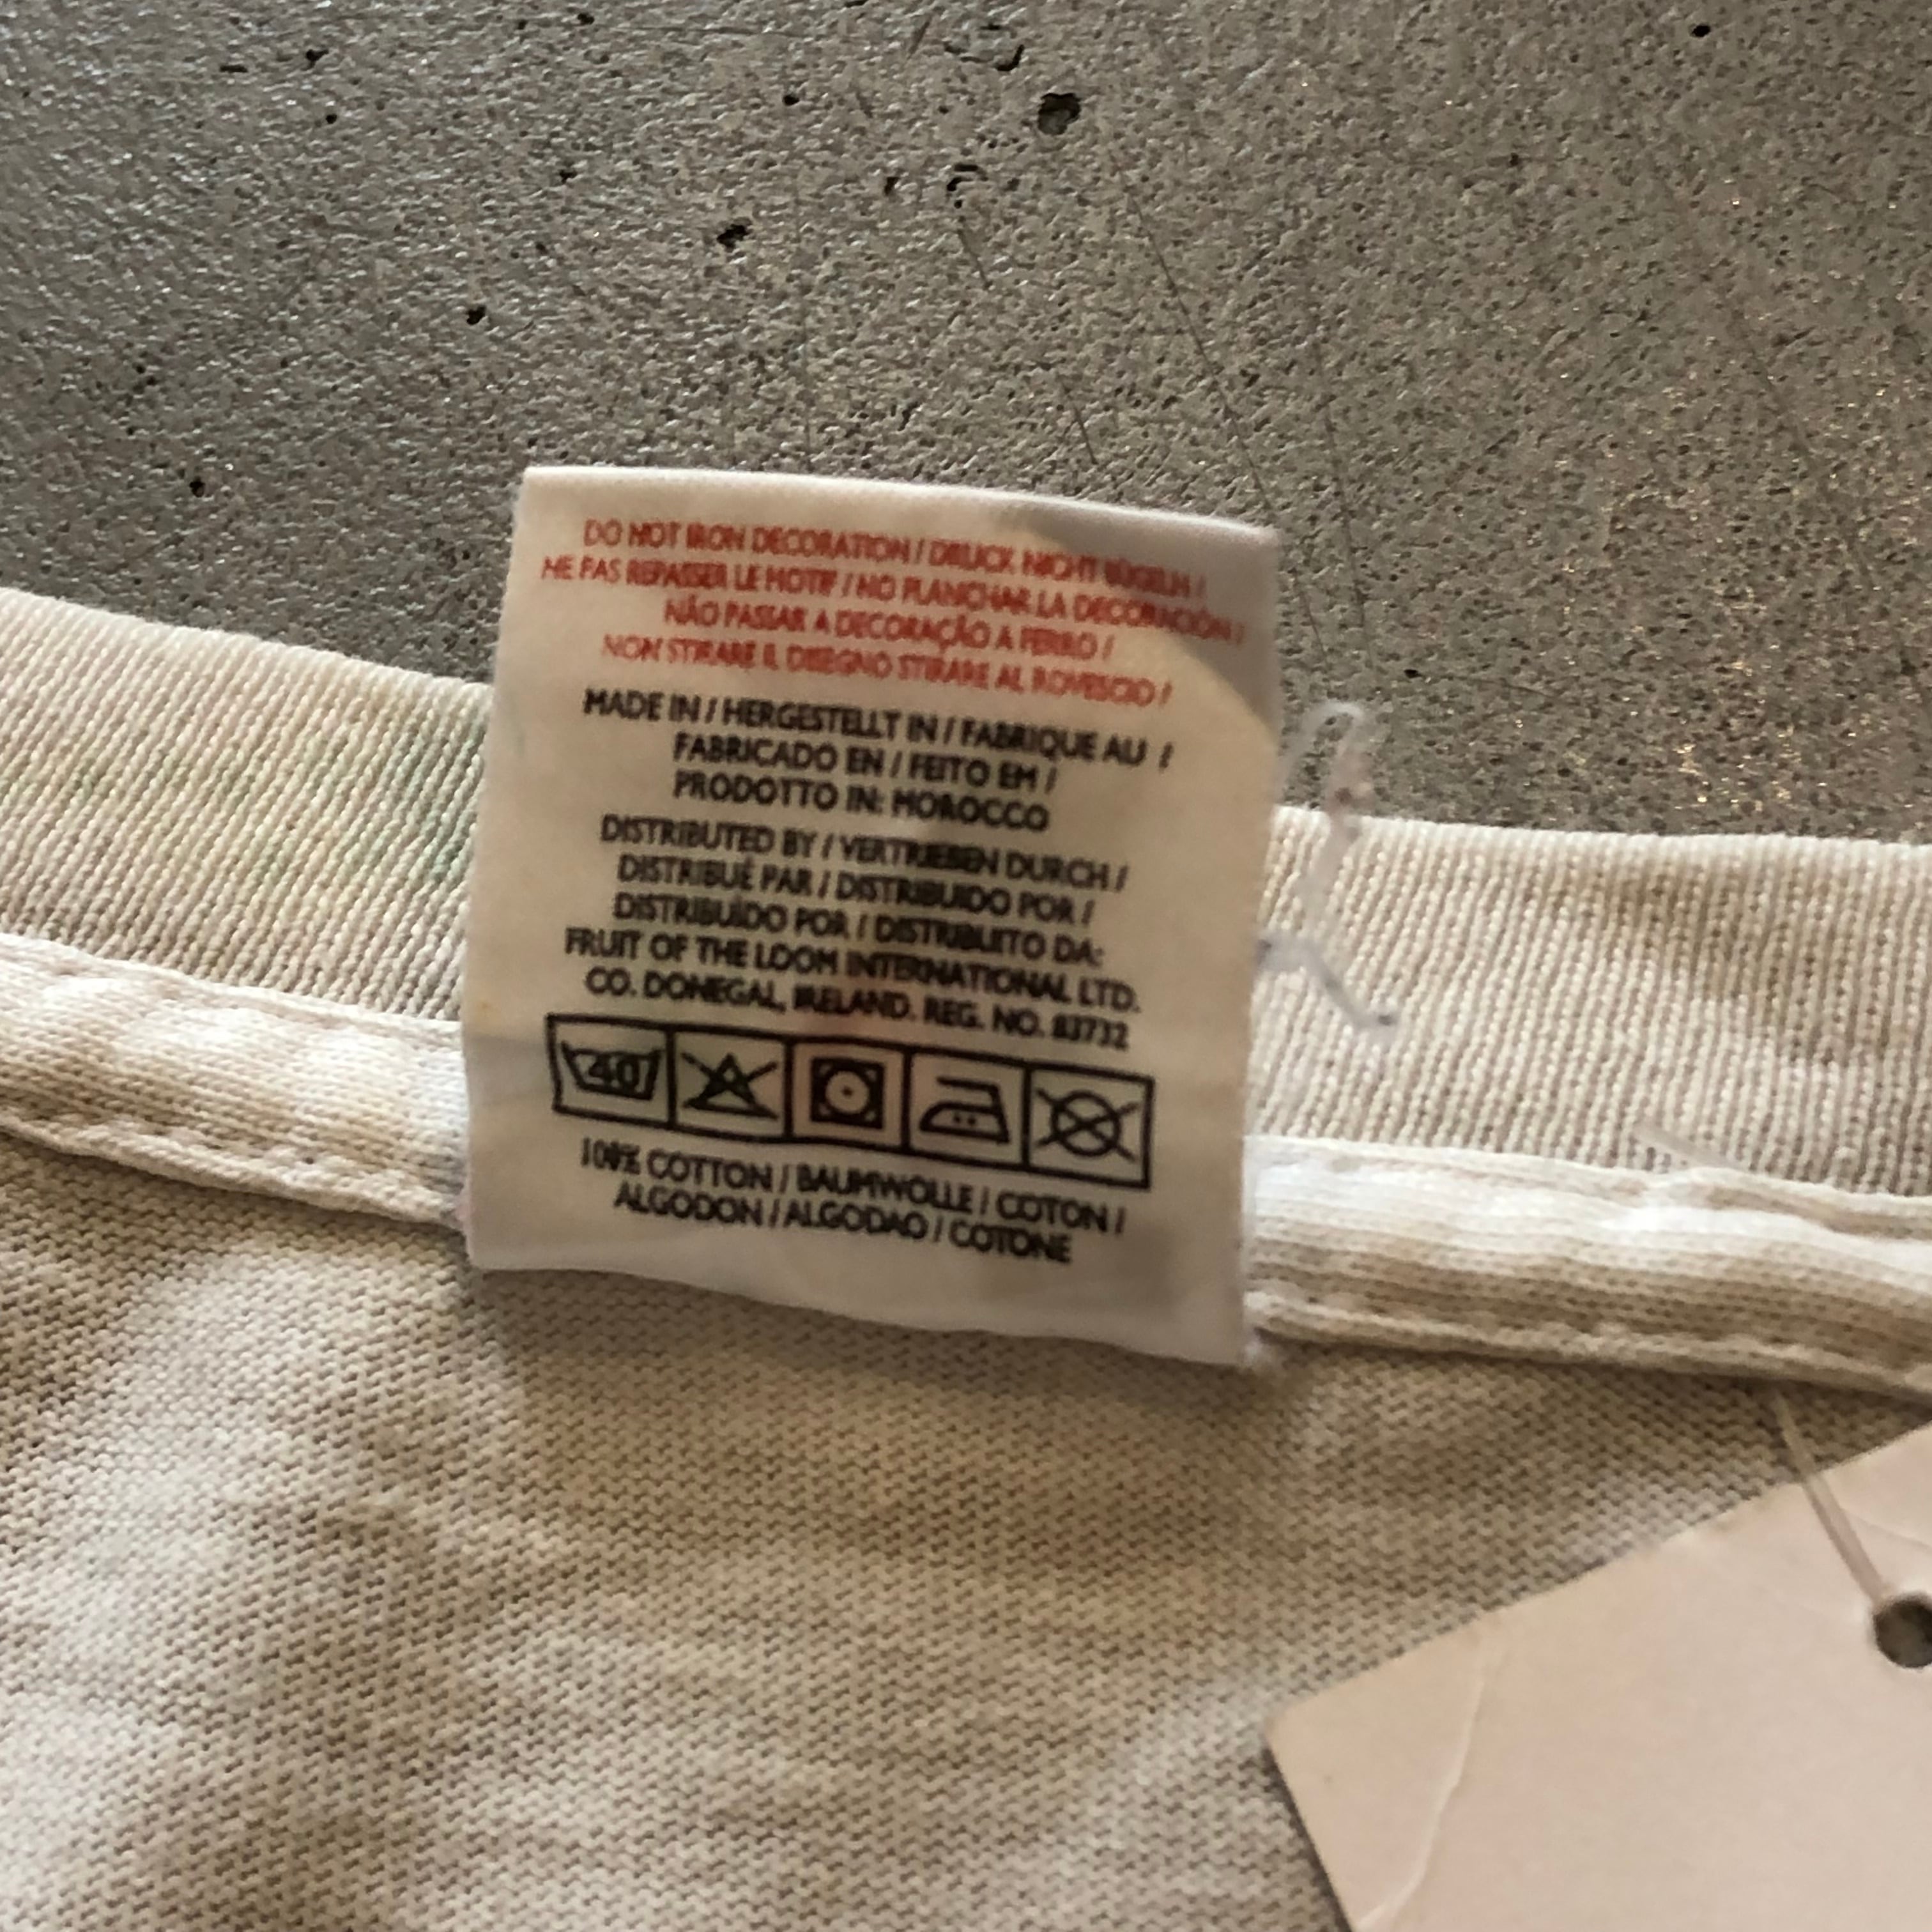 DO NOT IRON DECORATION / DRUCK NICHT BÜGELN /
NE PAS REPASSER LE MOTIF / NO PLANCHAR LA DECORACIÓN /
NÃO PASSAR A DECORAÇÃO A FERRO /
NON STIRARE IL DISEGNO STIRARE AL ROVESCIO /
MADE IN / HERGESTELLT IN / FABRIQUE AU /
FABRICADO EN / FEITO EM /
PRODOTTO IN: MOROCCO
DISTRIBUTED BY / VERTRIEBEN DURCH /
DISTRIBUÉ PAR / DISTRIBUIDO POR /
DISTRIBUÍDO POR / DISTRIBUITO DA:
FRUIT OF THE LOOM INTERNATIONAL LTD.
CO. DONEGAL, IRELAND. REG. NO. 83732
40
100% COTTON / BAUMWOLLE / COTON /
ALGODON / ALGODAO / COTONE